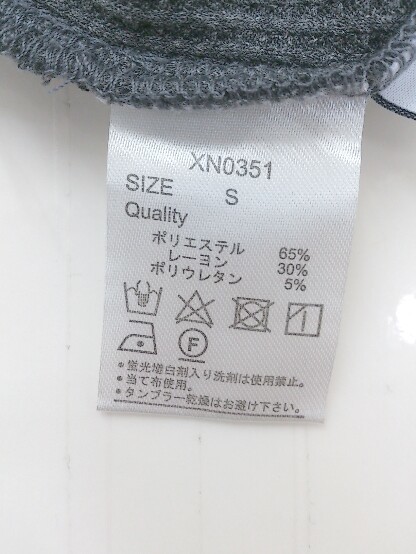 XN0351
SIZE S
Quality
ポリエステル 65%
レーヨン 30%
ポリウレタン 5%
F
*蛍光増白剤入り洗剤は使用禁止。
*当て布使用。
*タンブラー乾燥はお避け下さい。